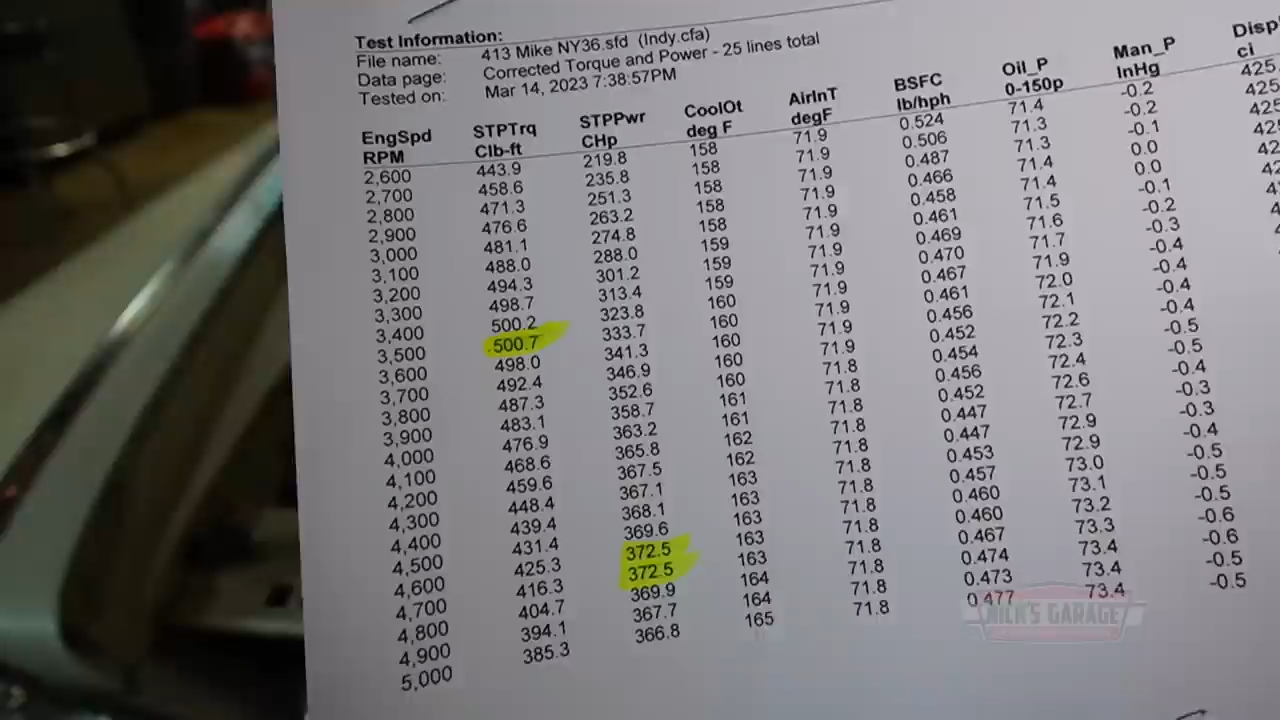 Test Information:
File name: 413 Mike NY36.sfd (Indy.cfa)
Data page: Corrected Torque and Power - 25 lines total
Tested on: Mar 14, 2023 7:38:57PM
EngSpd STPTrq STPPwr CoolOt AirInT BSFC Oil_P Man_P Disp
RPM Clb-ft CHp deg F degF lb/hph 0-150p InHg ci
2,600 443.9 219.8 158 71.9 0.524 71.4 -0.2 425.
2,700 458.6 235.8 158 71.9 0.506 71.3 -0.2 425
2,800 471.3 251.3 158 71.9 0.487 71.3 -0.1 425
2,900 476.6 263.2 158 71.9 0.466 71.4 0.0
3,000 481.1 274.8 158 71.9 0.458 71.4 0.0
3,100 488.0 288.0 159 71.9 0.461 71.5 -0.1
3,200 494.3 301.2 159 71.9 0.469 71.6 -0.2
3,300 498.7 313.4 159 71.9 0.470 71.7 -0.3
3,400 500.2 323.8 160 71.9 0.467 71.9 -0.4
3,500 500.7 333.7 160 71.9 0.461 72.0 -0.4
3,600 498.0 341.3 160 71.9 0.456 72.1 -0.4
3,700 492.4 346.9 160 71.9 0.452 72.2 -0.4
3,800 487.3 352.6 160 71.8 0.454 72.3 -0.5
3,900 483.1 358.7 161 71.8 0.456 72.4 -0.5
4,000 476.9 363.2 161 71.8 0.452 72.6 -0.4
4,100 468.6 365.8 162 71.8 0.447 72.7 -0.3
4,200 459.6 367.5 162 71.8 0.447 72.9 -0.3
4,300 448.4 367.1 163 71.8 0.453 72.9 -0.4
4,400 439.4 368.1 163 71.8 0.457 73.0 -0.5
4,500 431.4 369.6 163 71.8 0.460 73.1 -0.5
4,600 425.3 372.5 163 71.8 0.460 73.2 -0.5
4,700 416.3 372.5 163 71.8 0.467 73.3 -0.6
4,800 404.7 369.9 164 71.8 0.474 73.4 -0.6
4,900 394.1 367.7 164 71.8 0.473 73.4 -0.5
5,000 385.3 366.8 165 71.8 0.477 73.4 -0.5
NICK'S GARAGE